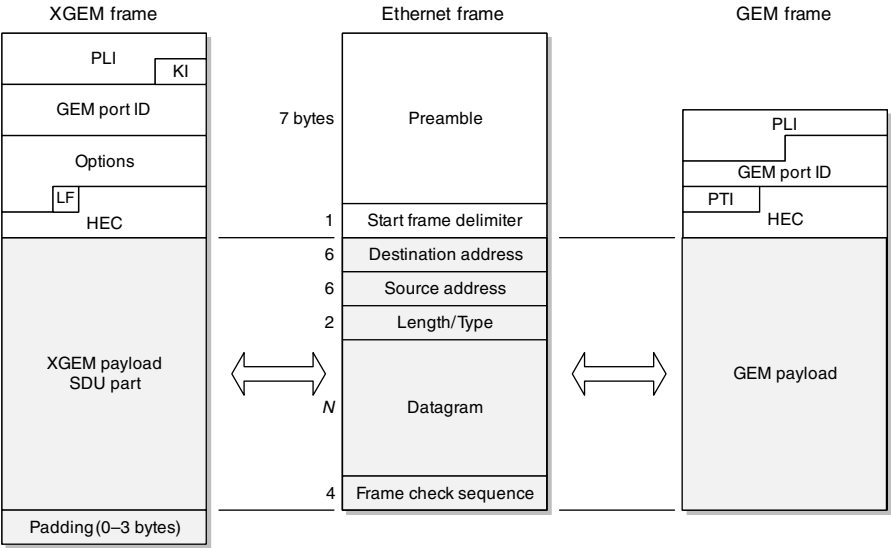 XGEM frame
Ethernet frame
GEM frame
PLI
KI
GEM port ID
Options
LF
HEC
XGEM payload
SDU part
Padding (0–3 bytes)
7 bytes
Preamble
1
Start frame delimiter
6
Destination address
6
Source address
2
Length/Type
N
Datagram
4
Frame check sequence
PLI
GEM port ID
PTI
HEC
GEM payload